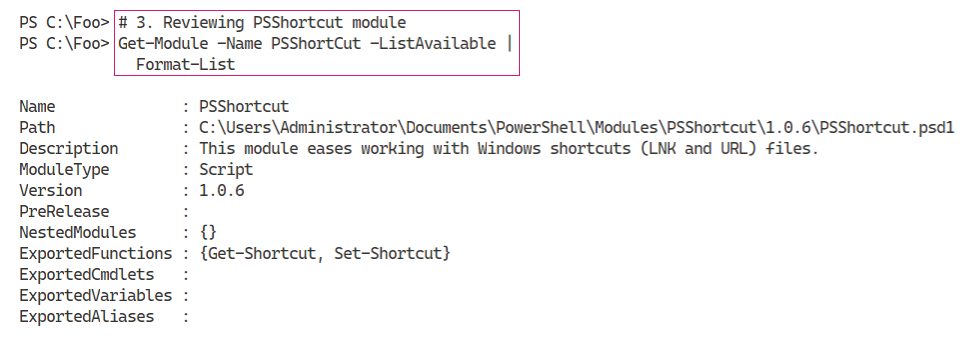 PS C:\Foo> # 3. Reviewing PSShortcut module
PS C:\Foo> Get-Module -Name PSShortCut -ListAvailable |
Format-List
Name : PSShortcut
Path : C:\Users\Administrator\Documents\PowerShell\Modules\PSShortcut\1.0.6\PSShortcut.psd1
Description : This module eases working with Windows shortcuts (LNK and URL) files.
ModuleType : Script
Version : 1.0.6
PreRelease :
NestedModules : {}
ExportedFunctions : {Get-Shortcut, Set-Shortcut}
ExportedCmdlets :
ExportedVariables :
ExportedAliases :